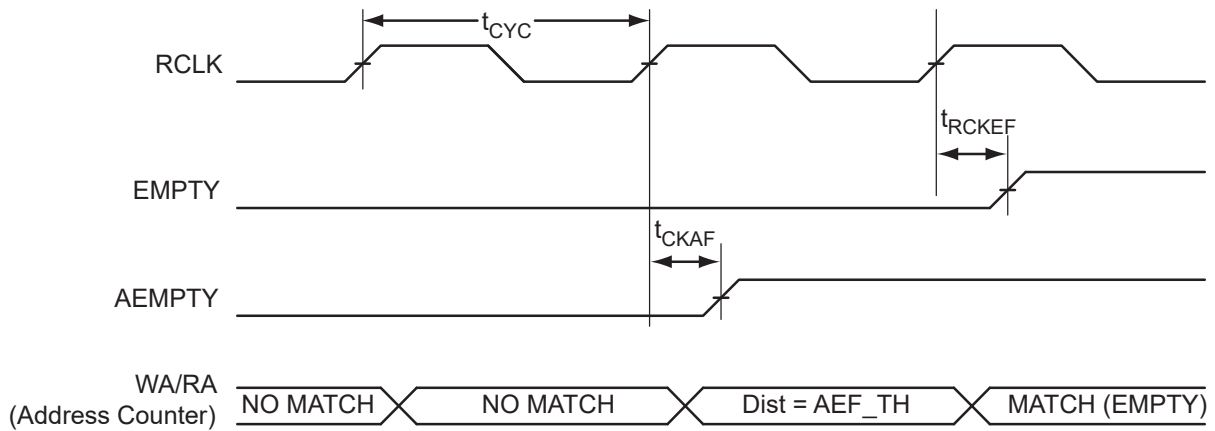 tCYC
RCLK
tRCKEF
EMPTY
tCKAF
AEMPTY
WA/RA
(Address Counter)
NO MATCH
NO MATCH
Dist = AEF_TH
MATCH (EMPTY)